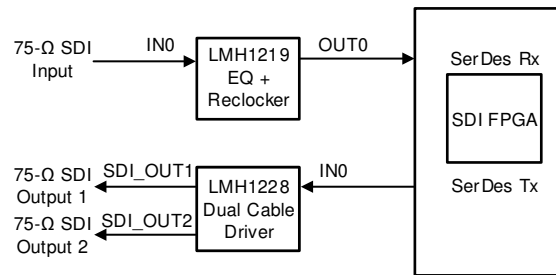 75-Ω SDI
Input
IN0
LMH1219
EQ +
Reclocker
OUT0
SerDes Rx
SDI FPGA
SerDes Tx
75-Ω SDI
Output 1
SDI_OUT1
75-Ω SDI
Output 2
SDI_OUT2
LMH1228
Dual Cable
Driver
IN0